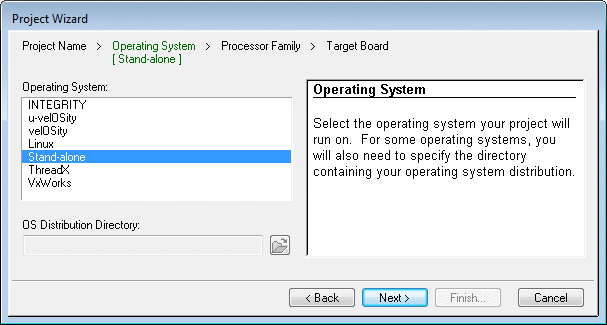 Project Wizard
Project Name > Operating System > Processor Family > Target Board
[ Stand-alone ]
Operating System:
INTEGRITY
u-velOSity
velOSity
Linux
Stand-alone
ThreadX
VxWorks
OS Distribution Directory:
Operating System
Select the operating system your project will
run on. For some operating systems, you
will also need to specify the directory
containing your operating system distribution.
< Back
Next >
Finish...
Cancel